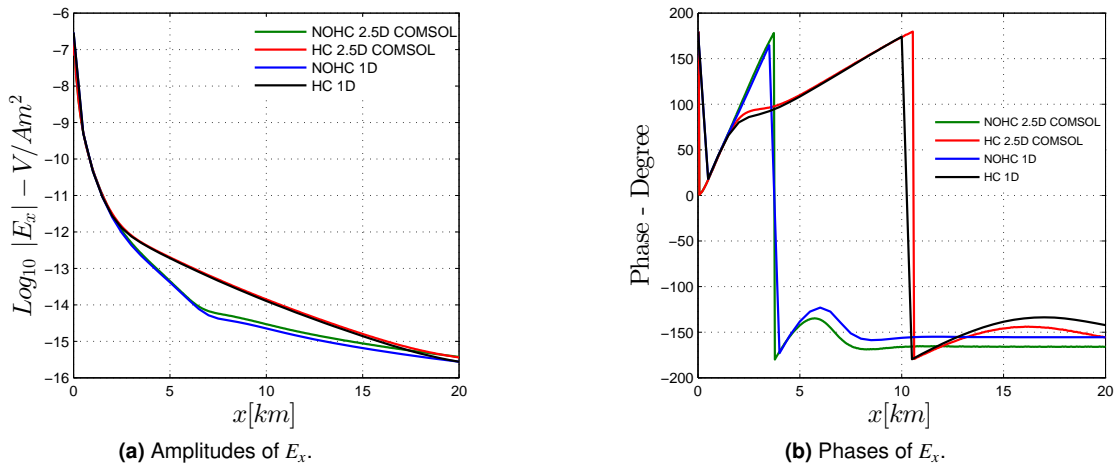 −6
−7
−8
−9
−10
−11
−12
−13
−14
−15
−16
0
5
10
15
20
Log10 |Ex| − V/Am2
x[km]
NOHC 2.5D COMSOL
HC 2.5D COMSOL
NOHC 1D
HC 1D
(a) Amplitudes of Ex.
200
150
100
50
0
−50
−100
−150
−200
0
5
10
15
20
Phase - Degree
x[km]
NOHC 2.5D COMSOL
HC 2.5D COMSOL
NOHC 1D
HC 1D
(b) Phases of Ex.